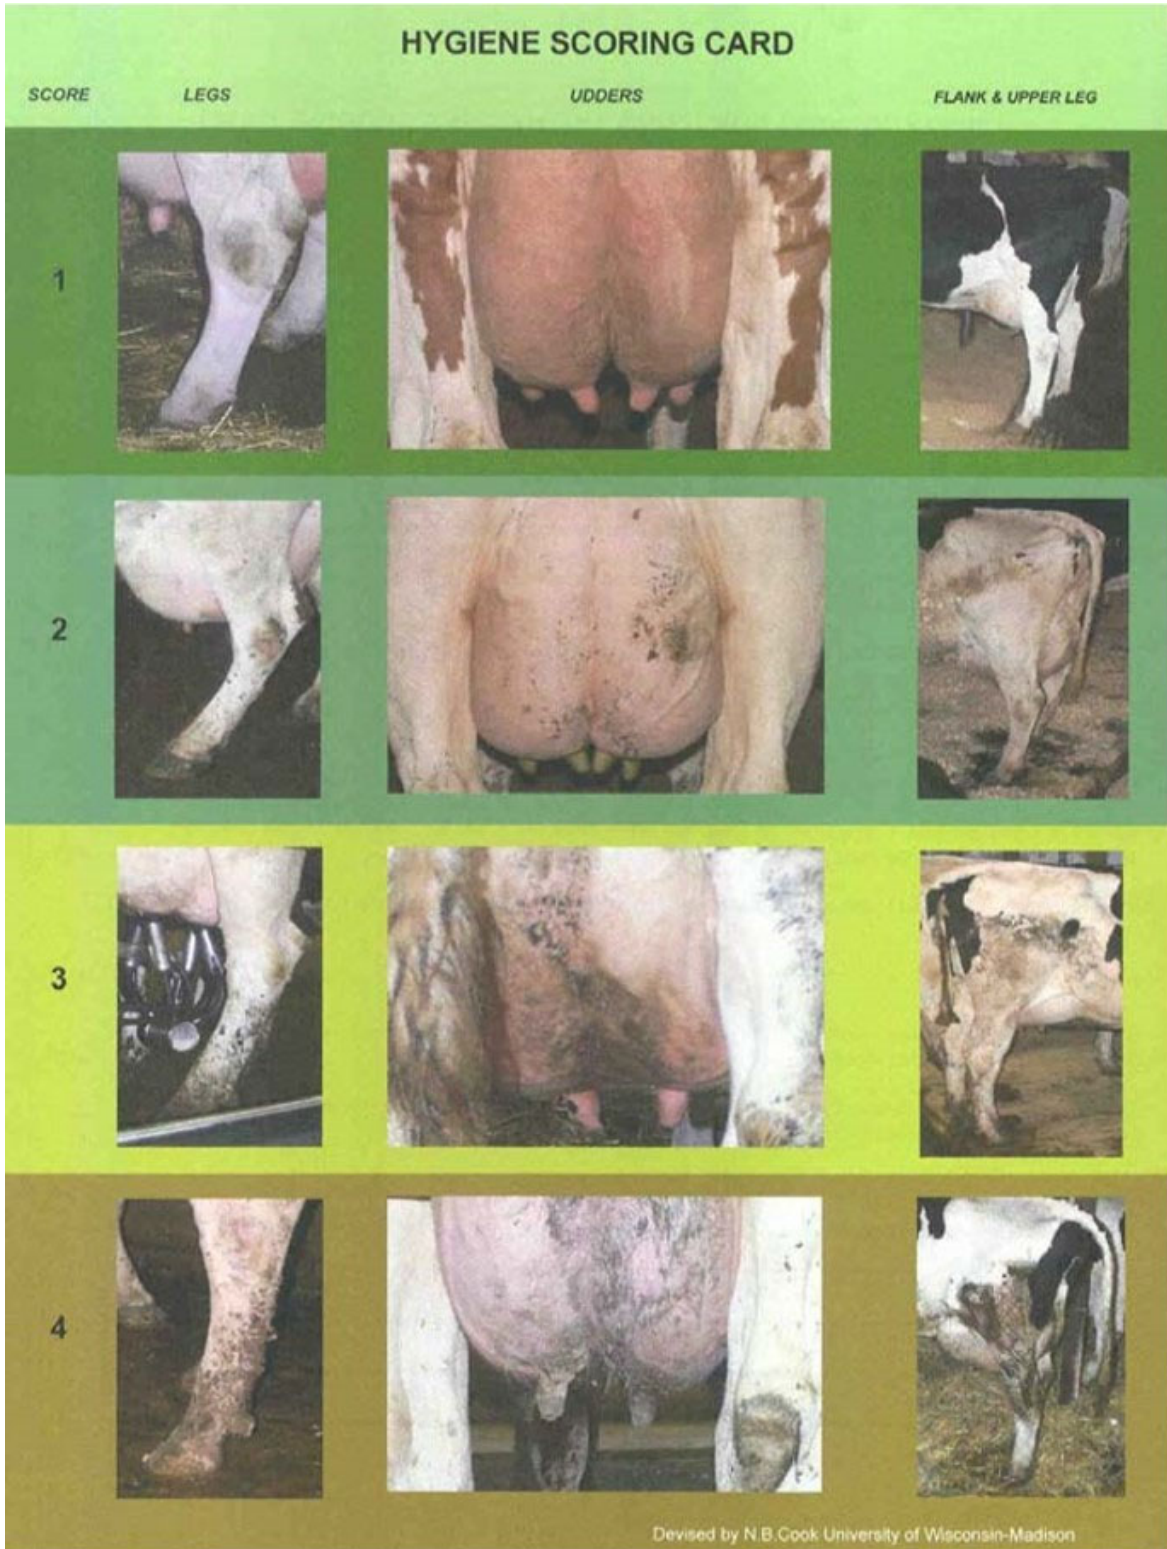 HYGIENE SCORING CARD
SCORE LEGS UDDERS FLANK & UPPER LEG
1
2
3
4
Devised by N.B.Cook University of Wisconsin-Madison